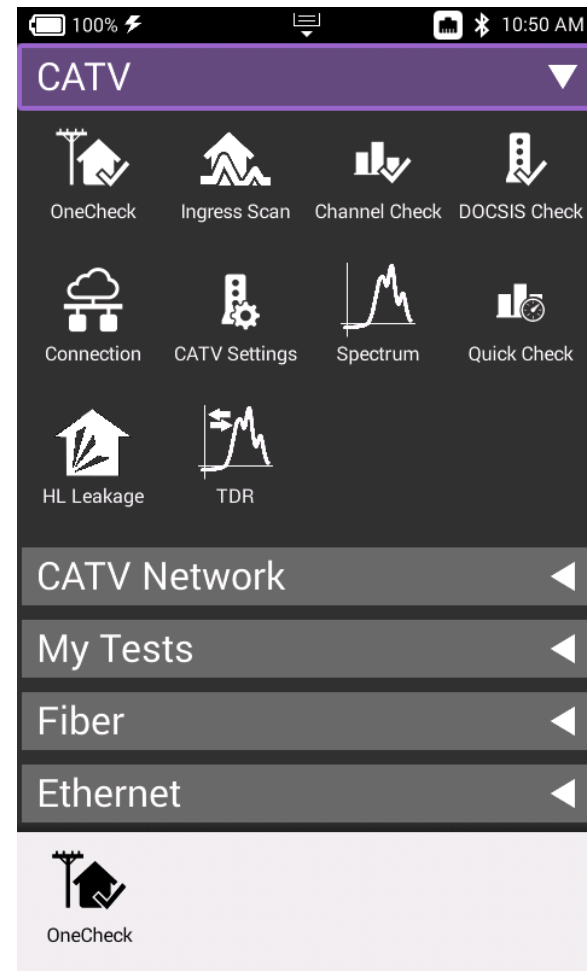 100% 10:50 AM
CATV
OneCheck Ingress Scan Channel Check DOCSIS Check
Connection CATV Settings Spectrum Quick Check
HL Leakage TDR
CATV Network
My Tests
Fiber
Ethernet
OneCheck